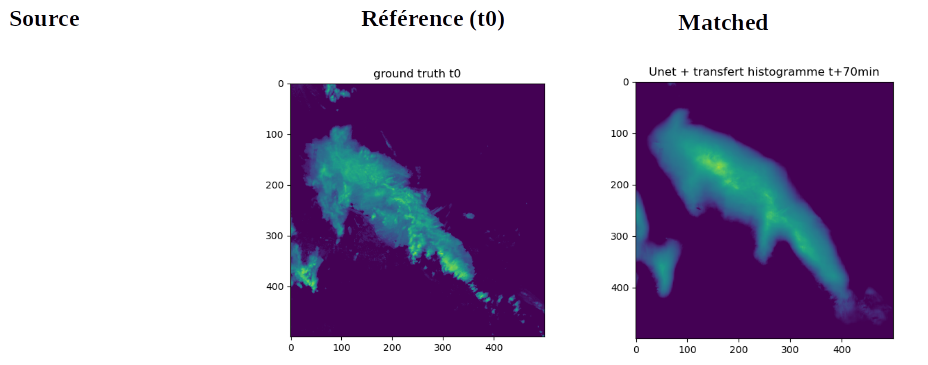 Source
Référence (t0)
Matched
ground truth t0
Unet + transfert histogramme t+70min
0
100
200
300
400
0 100 200 300 400
0
100
200
300
400
0 100 200 300 400